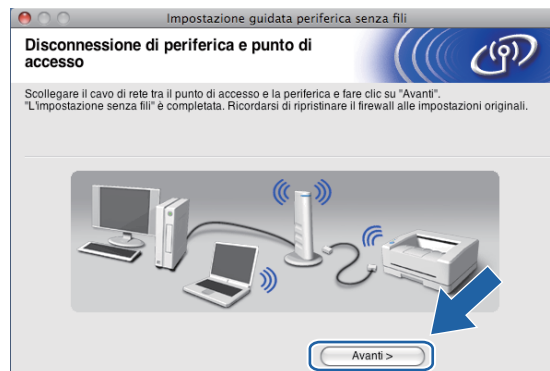 Impostazione guidata periferica senza fili
Disconnessione di periferica e punto di
accesso
Scollegare il cavo di rete tra il punto di accesso e la periferica e fare clic su "Avanti".
"L'impostazione senza fili" è completata. Ricordarsi di ripristinare il firewall alle impostazioni originali.
Avanti >